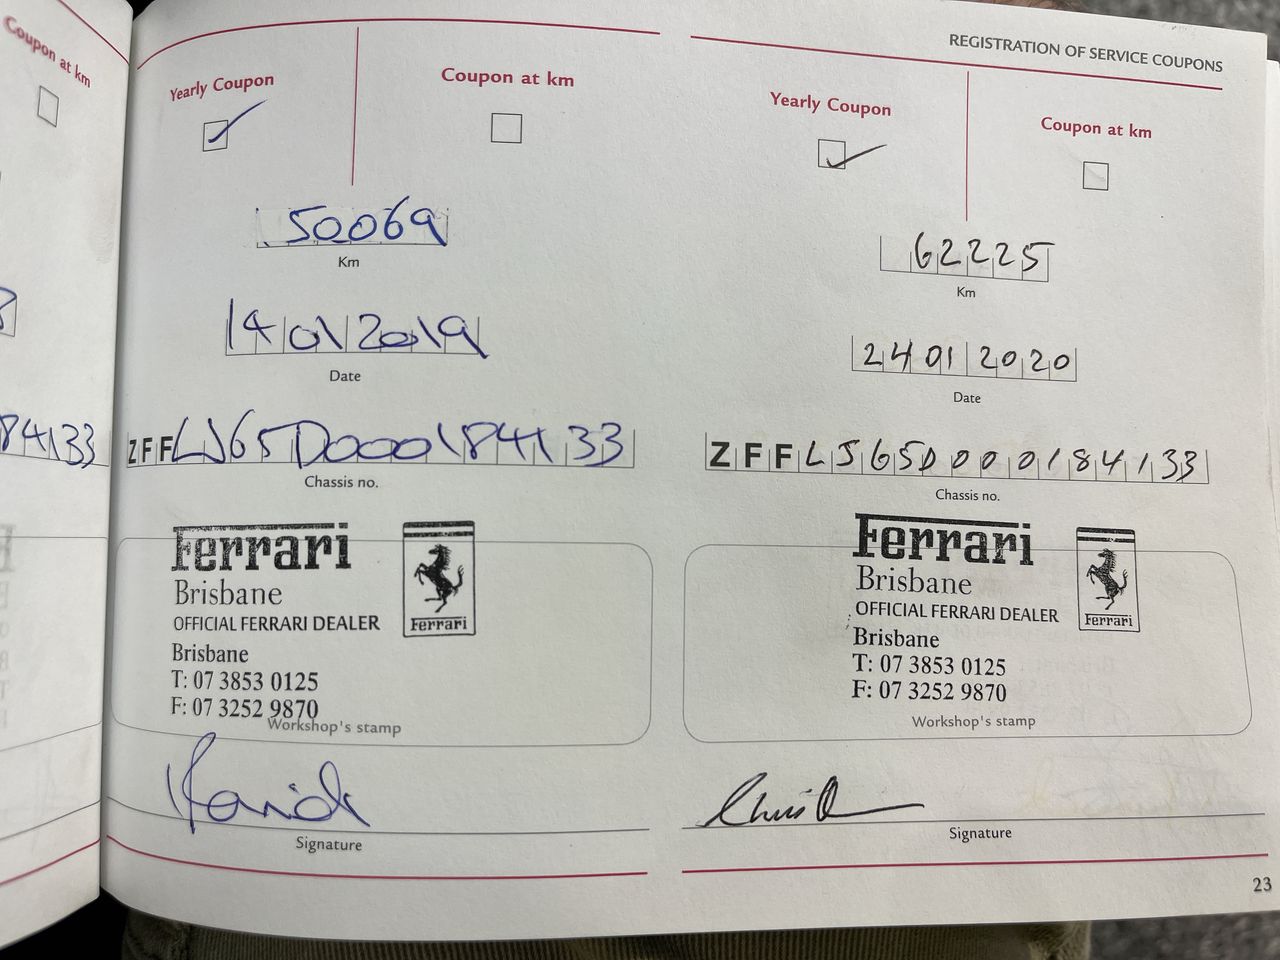 Coupon at km
84133
Yearly Coupon
Coupon at km
50069
Km
14 01 2019
Date
ZFFLJ65D000184133
Chassis no.
Ferrari
Brisbane
OFFICIAL FERRARI DEALER
Ferrari
Brisbane
T: 07 3853 0125
F: 07 3252 9870
Workshop's stamp
Signature
REGISTRATION OF SERVICE COUPONS
Yearly Coupon
Coupon at km
62225
Km
24 01 2020
Date
ZFFLJ65D000184133
Chassis no.
Ferrari
Brisbane
OFFICIAL FERRARI DEALER
Ferrari
Brisbane
T: 07 3853 0125
F: 07 3252 9870
Workshop's stamp
Signature
23